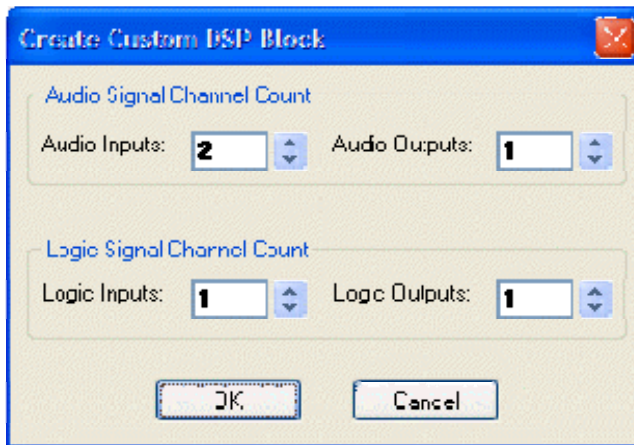 Create Custom DSP Block
Audio Signal Channel Count
Audio Inputs: 2 Audio Outputs: 1
Logic Signal Channel Count
Logic Inputs: 1 Logic Outputs: 1
OK Cancel